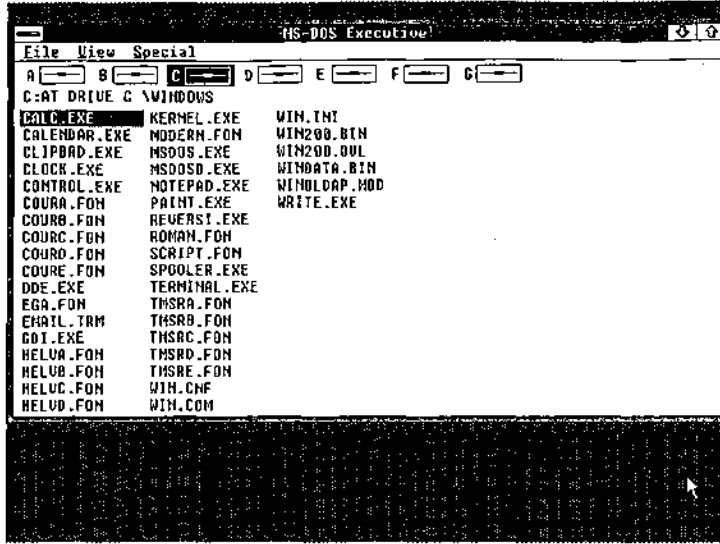 MS-DOS Executive
File View Special
A B C D E F G
C:AT DRIVE C \WINDOWS
CALC.EXE KERNEL.EXE WIN.INI
CALENDAR.EXE MODERN.FON WIN200.BIN
CLIPBRD.EXE MSDOS.EXE WIN200.OVL
CLOCK.EXE MSDOSD.EXE WINDATA.BIN
CONTROL.EXE NOTEPAD.EXE WINOLDAP.MOD
COURA.FON PAINT.EXE WRITE.EXE
COURB.FON REVERSI.EXE
COURC.FON ROMAN.FON
COURD.FON SCRIPT.FON
COURE.FON SPOOLER.EXE
DDE.EXE TERMINAL.EXE
EGA.FON TMSRA.FON
EMAIL.TRM TMSRB.FON
GDI.EXE TMSRC.FON
HELVA.FON TMSRD.FON
HELVB.FON TMSRE.FON
HELVC.FON WIN.CNF
HELVD.FON WIN.COM